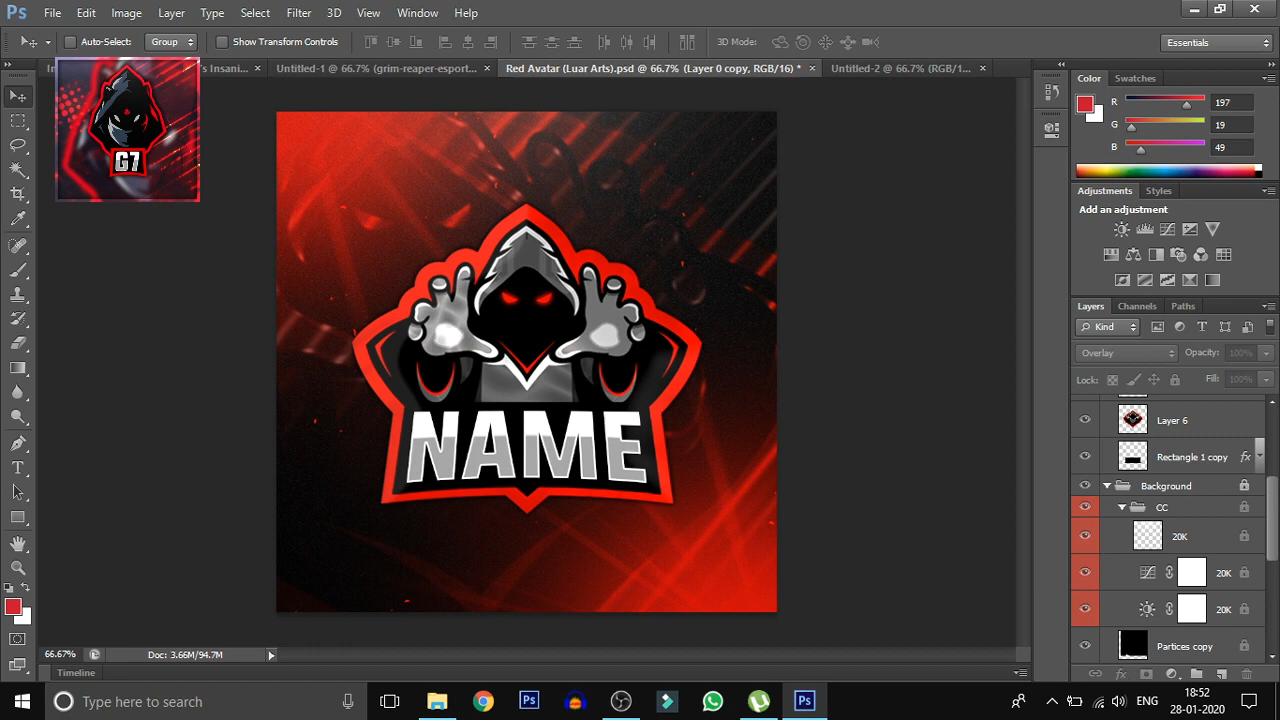 Ps File Edit Image Layer Type Select Filter 3D View Window Help
Auto-Select: Group Show Transform Controls 3D Mode: Essentials
's Insani... × Untitled-1 @ 66.7% (grim-reaper-esport... × Red Avatar (Luar Arts).psd @ 66.7% (Layer 0 copy, RGB/16) * × Untitled-2 @ 66.7% (RGB/1... ×
G7
NAME
Color Swatches
R 197
G 19
B 49
Adjustments Styles
Add an adjustment
Layers Channels Paths
Kind
Overlay Opacity: 100%
Lock: Fill: 100%
Layer 6
Rectangle 1 copy fx
Background
CC
20K
20K
20K
Partices copy
66.67% Doc: 3.66M/94.7M
Timeline
Type here to search
Ps
Ps
ENG
18:52
28-01-2020